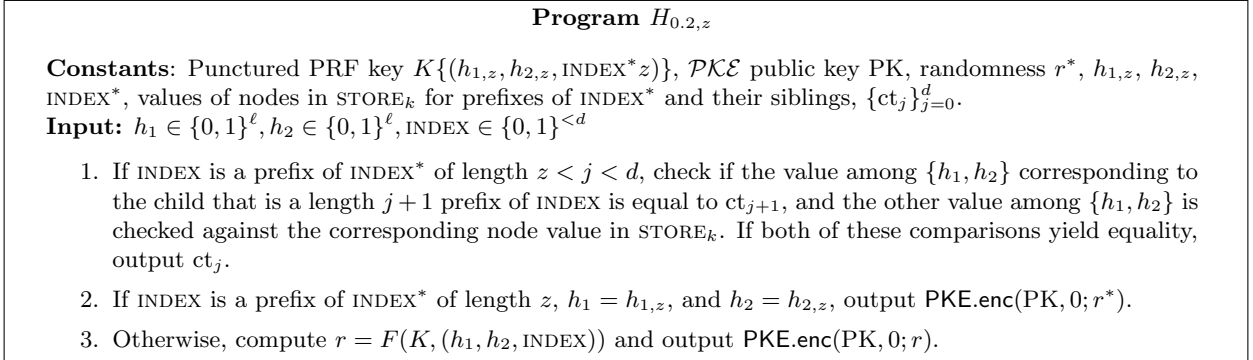 Program H_{0.2,z}
Constants: Punctured PRF key K{(h_{1,z}, h_{2,z}, INDEX*z)}, PKE public key PK, randomness r*, h_{1,z}, h_{2,z},
INDEX*, values of nodes in STORE_k for prefixes of INDEX* and their siblings, {ct_j}_{j=0}^d.
Input: h_1 ∈ {0, 1}^ℓ, h_2 ∈ {0, 1}^ℓ, INDEX ∈ {0, 1}^{<d}
1. If INDEX is a prefix of INDEX* of length z < j < d, check if the value among {h_1, h_2} corresponding to
the child that is a length j + 1 prefix of INDEX is equal to ct_{j+1}, and the other value among {h_1, h_2} is
checked against the corresponding node value in STORE_k. If both of these comparisons yield equality,
output ct_j.
2. If INDEX is a prefix of INDEX* of length z, h_1 = h_{1,z}, and h_2 = h_{2,z}, output PKE.enc(PK, 0; r*).
3. Otherwise, compute r = F(K, (h_1, h_2, INDEX)) and output PKE.enc(PK, 0; r).